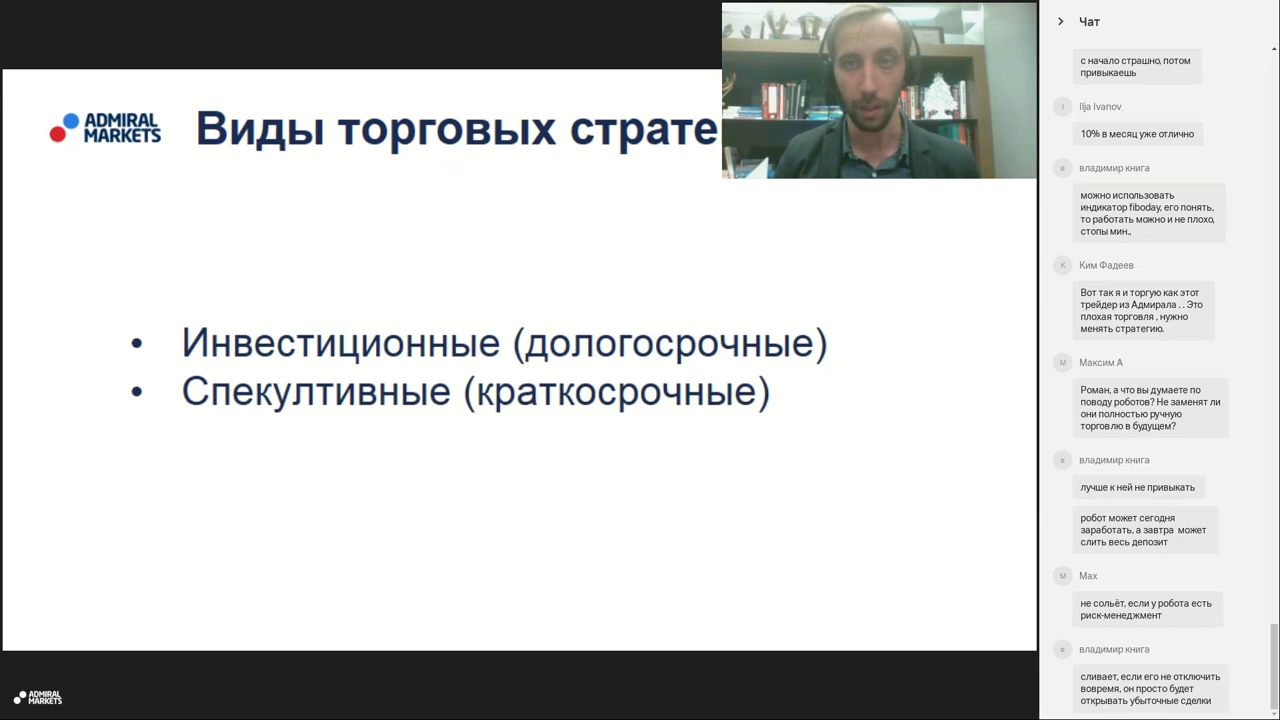 ADMIRAL
MARKETS
Виды торговых страте
• Инвестиционные (дологосрочные)
• Спекултивные (краткосрочные)
ADMIRAL
MARKETS
Чат
с начало страшно, потом
привыкаешь
I
Ilja Ivanov
10% в месяц уже отлично
в
владимир книга
можно использовать
индикатор fiboday, его понять,
то работать можно и не плохо,
стопы мин.,
К
Ким Фадеев
Вот так я и торгую как этот
трейдер из Адмирала . . Это
плохая торговля , нужно
менять стратегию.
М
Максим А
Роман, а что вы думаете по
поводу роботов? Не заменят ли
они полностью ручную
торговлю в будущем?
в
владимир книга
лучше к ней не привыкать
робот может сегодня
заработать, а завтра может
слить весь депозит
M
Max
не сольёт, если у робота есть
риск-менеджмент
в
владимир книга
сливает, если его не отключить
вовремя, он просто будет
открывать убыточные сделки